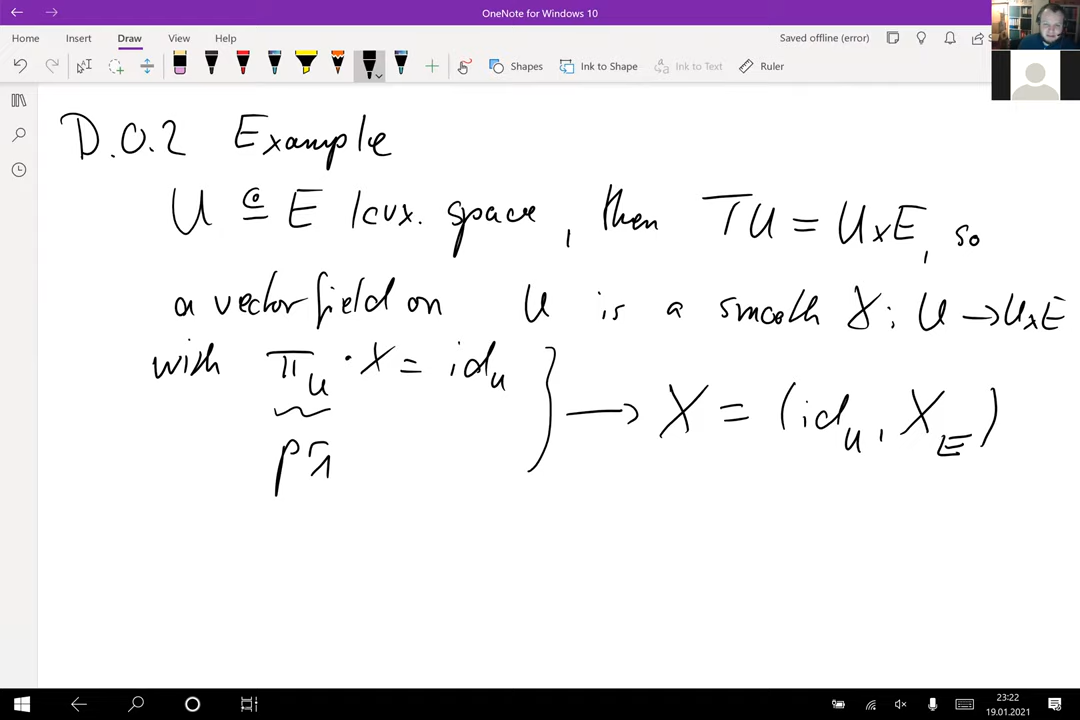 OneNote for Windows 10
Home Insert Draw View Help Saved offline (error)
Shapes Ink to Shape Ink to Text Ruler
D.0.2 Example
U ⊆° E lcvx. space, then TU = U×E, so
a vectorfield on U is a smooth X: U → U×E
with π_U · X = id_U } → X = (id_U, X_E)
pr_1
23:22
19.01.2021